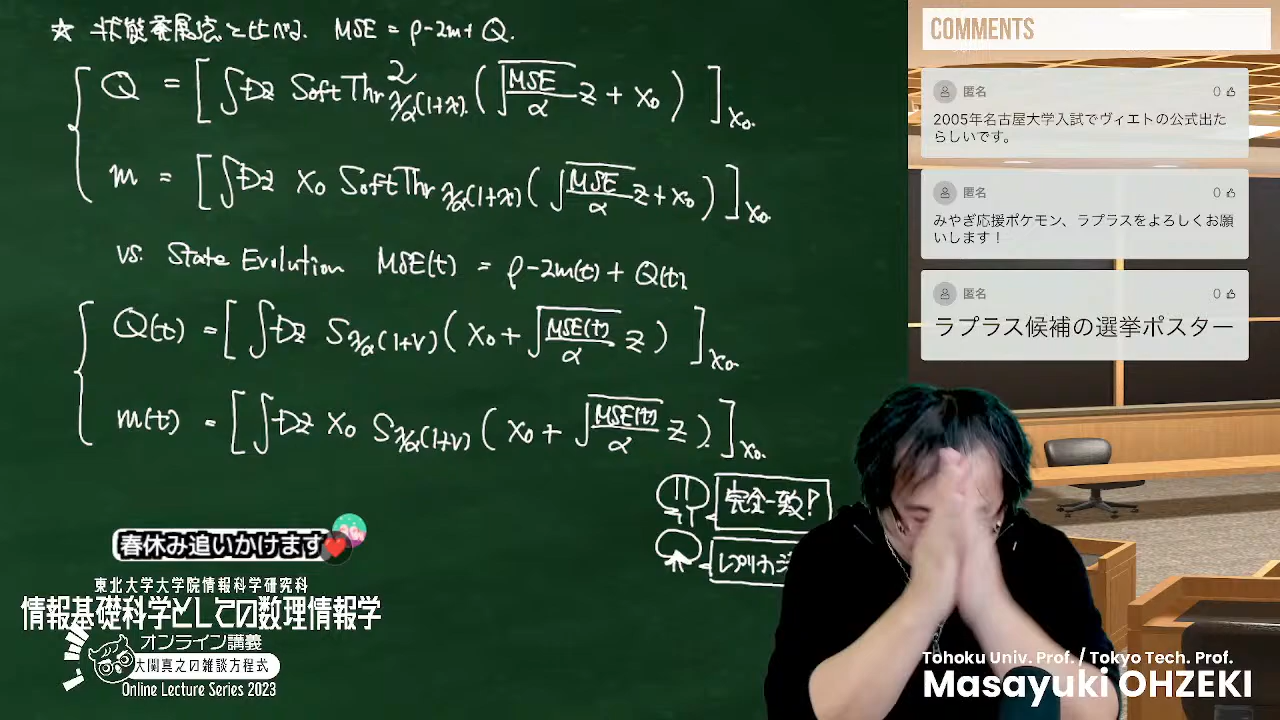 ☆ 状態発展法と比べる. MSE = ρ-2m+Q.
Q = [ ∫Dz SoftThr²_{λ/α(1+χ)} ( √(MSE/α) z + x₀ ) ]_{x₀}.
m = [ ∫Dz x₀ SoftThr_{λ/α(1+χ)} ( √(MSE/α) z + x₀ ) ]_{x₀}.
vs. State Evolution MSE(t) = ρ-2m(t)+Q(t)
Q(t) = [ ∫Dz S_{λ/α(1+V)} ( x₀ + √(MSE(t)/α) z ) ]_{x₀}.
m(t) = [ ∫Dz x₀ S_{λ/α(1+V)} ( x₀ + √(MSE(t)/α) z ) ]_{x₀}.
完全一致!
レプリカ
春休み追いかけます❤️
東北大学大学院情報科学研究科
情報基礎科学としての数理情報学
オンライン講義
大関真之の雑談方程式
Online Lecture Series 2023
COMMENTS
匿名 0
2005年名古屋大学入試でヴィエトの公式出た
らしいです。
匿名 0
みやぎ応援ポケモン、ラプラスをよろしくお願
いします！
匿名 0
ラプラス候補の選挙ポスター
Tohoku Univ. Prof. / Tokyo Tech. Prof.
Masayuki OHZEKI